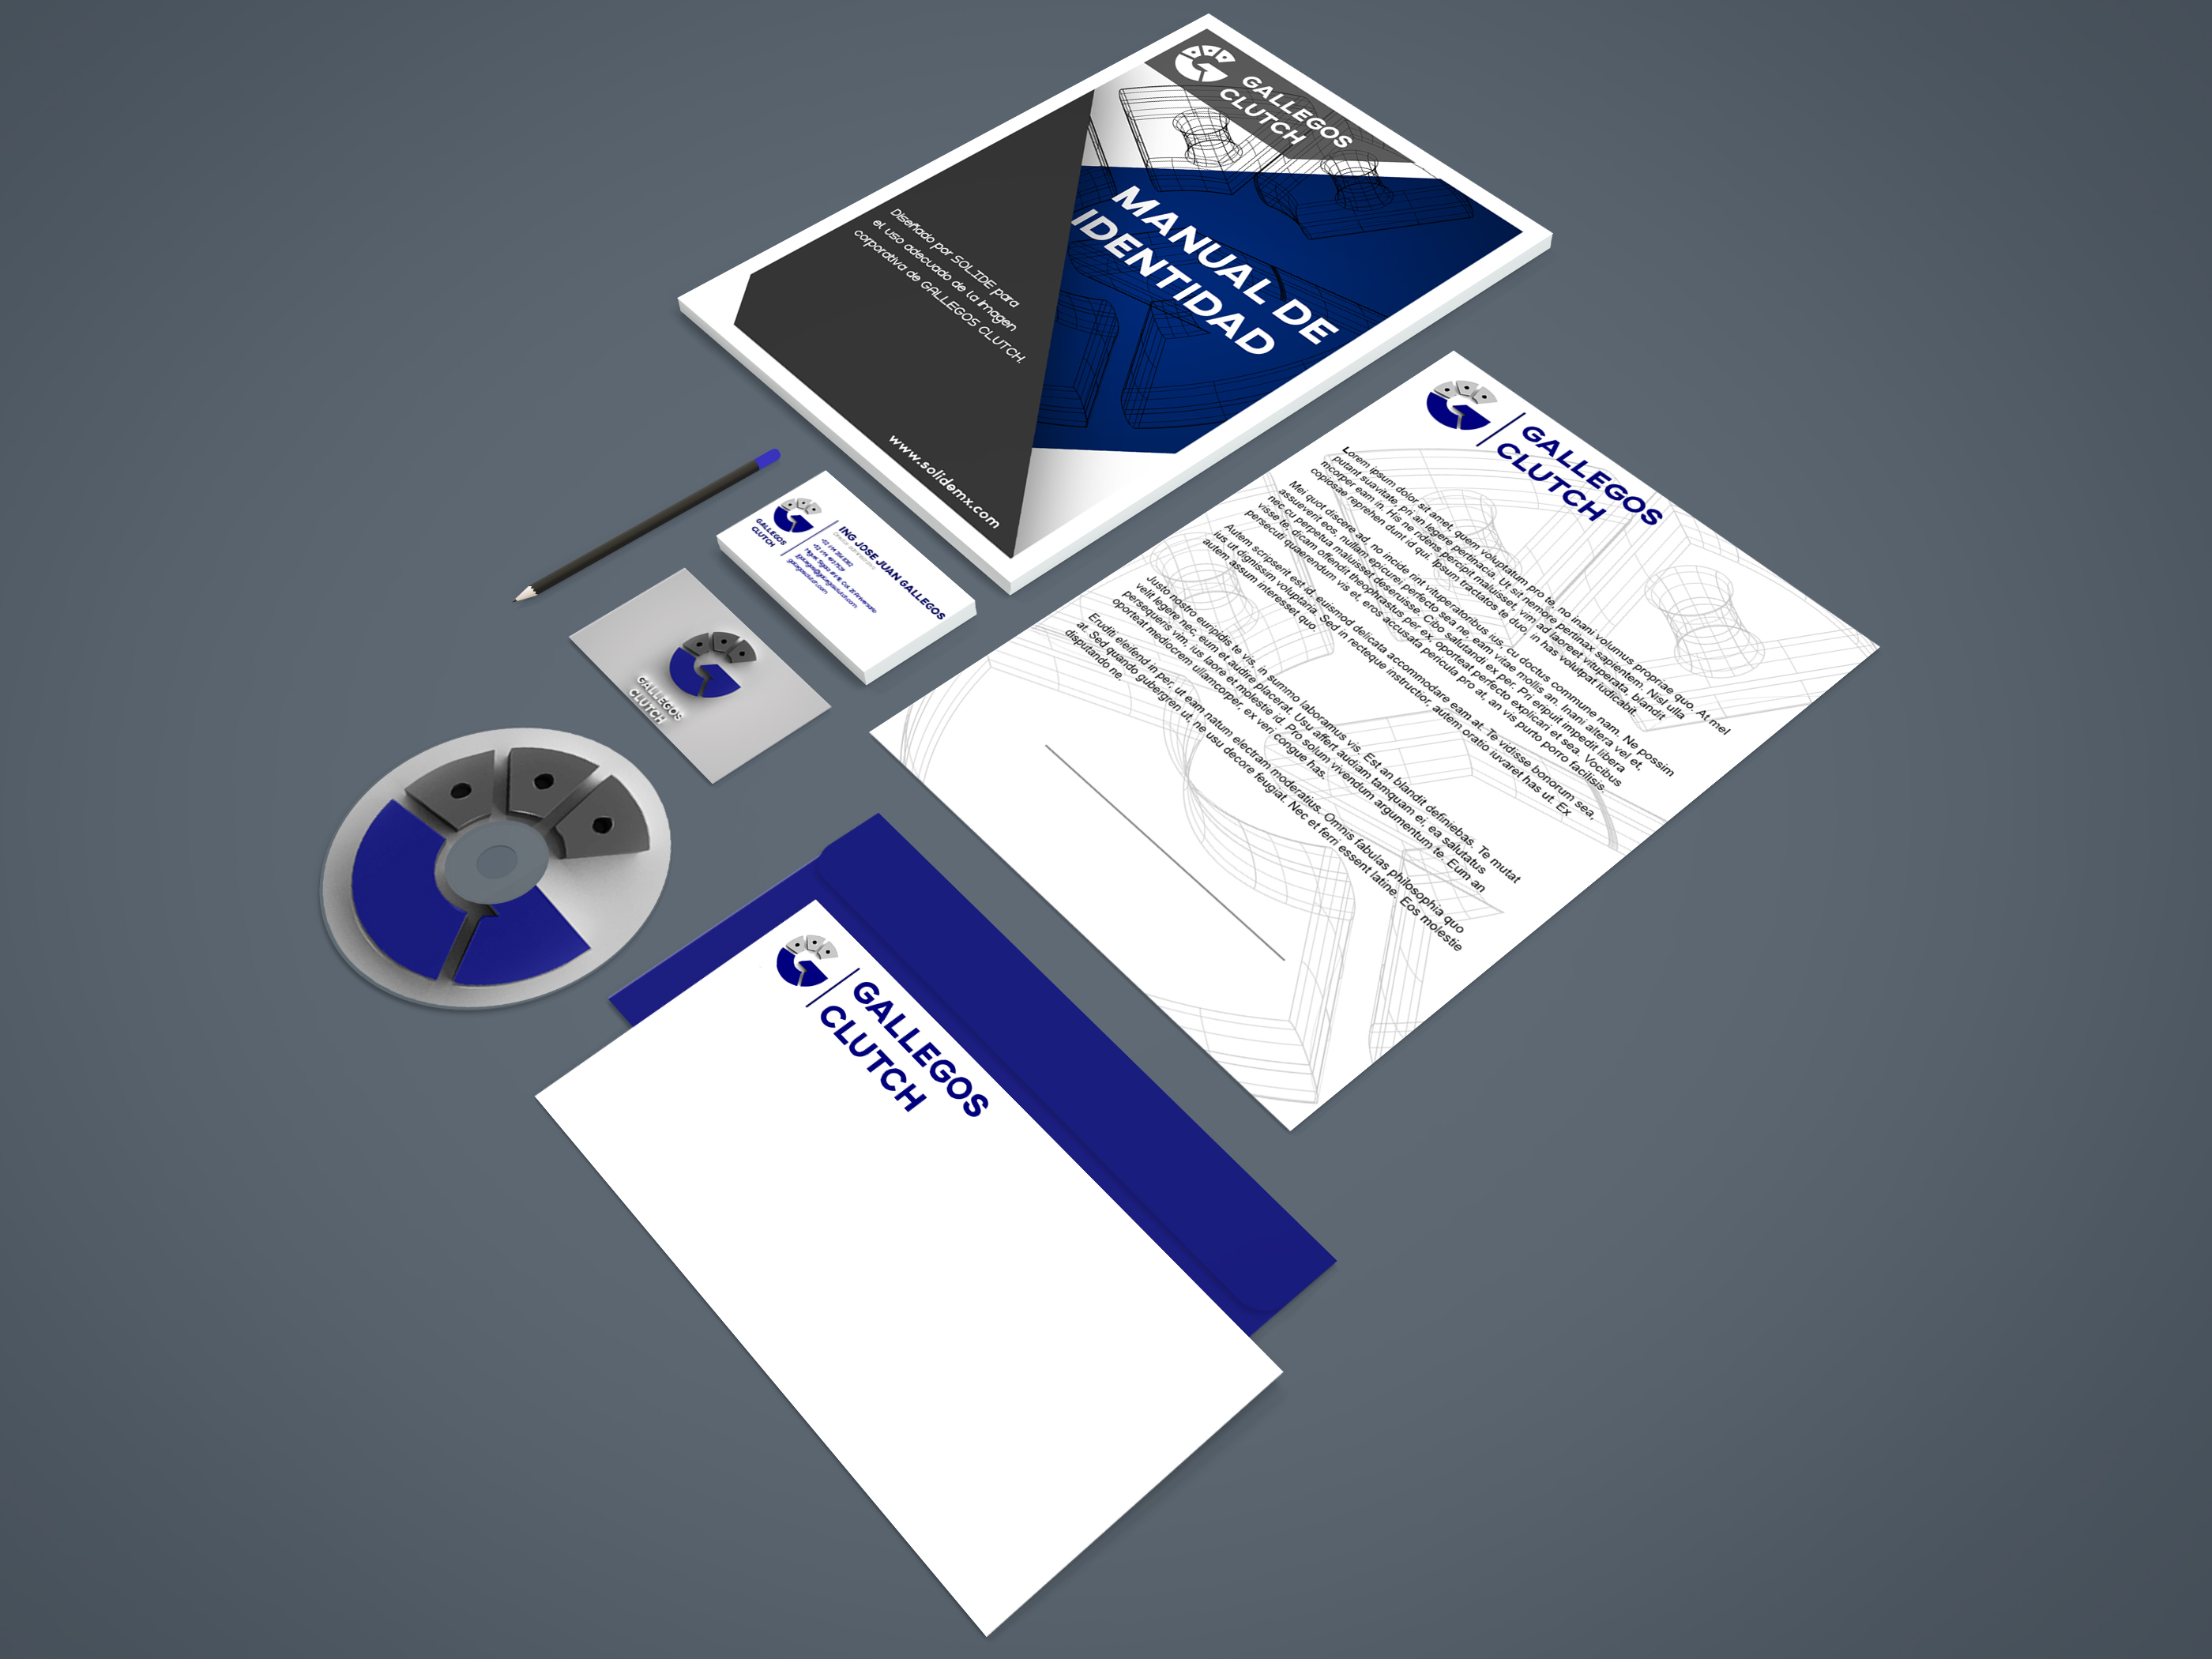 GALLEGOS
CLUTCH
MANUAL DE
IDENTIDAD
Diseñado por SOLIDE para
el uso adecuado de la imagen
corporativa de GALLEGOS CLUTCH.
www.solidemx.com
GALLEGOS
CLUTCH
Lorem ipsum dolor sit amet, quem voluptatum pro te, no inani volumus propriae quo. At mel
putant suavitate, pri an legere pertinacia. Ut sit nemore pertinax sapientem. Nisl ulla
mcorper eam in. His ne ridens percipit maluisset, vim ad laoreet vituperata, blandit
copiosae reprehen dunt id qui. Ipsum tractatos te duo, in has volutpat iudicabit.
Mei quot discere ad, no incide rint vituperatoribus ius, cu doctus commune nam. Ne possim
assueverit eos, nullam epicurei perfecto sea ne, eam vitae mollis an. Inani altera vel et,
nec cu perpetua maluisset deseruisse. Cibo salutandi ex per. Pri eripuit impedit libera
visse te, dicam offendit theophrastus per ex, oporteat perfecto explicari et sea. Vocibus
persecuti quaerendum vis et, eros accusata pericula pro at, an vis purto porro facilisis.
Autem scripserit est id, euismod delicata accommodare eam at. Te vidisse bonorum sea,
ius ut dignissim voluptaria. Sed in recteque instructior, autem oratio iuvaret has ut. Ex
autem assum interesset quo.
Justo nostro euripidis te vis, in summo laboramus vis. Est an blandit definiebas. Te mutat
velit legere nec, eum et audire placerat. Usu affert audiam tamquam ei, ea salutatus
persequeris vim, ius laore et molestie id. Pro solum vivendum argumentum te. Eum an
oporteat mediocrem ullamcorper, ex veri congue has.
Eruditi eleifend in per, ut eam natum electram moderatius. Omnis fabulas philosophia quo
at. Sed quando gubergren ut, ne usu decore feugiat. Nec et ferri essent latine. Eos molestie
disputando ne.
GALLEGOS
CLUTCH
ING JOSE JUAN GALLEGOS
GALLEGOS
CLUTCH
GALLEGOS
CLUTCH